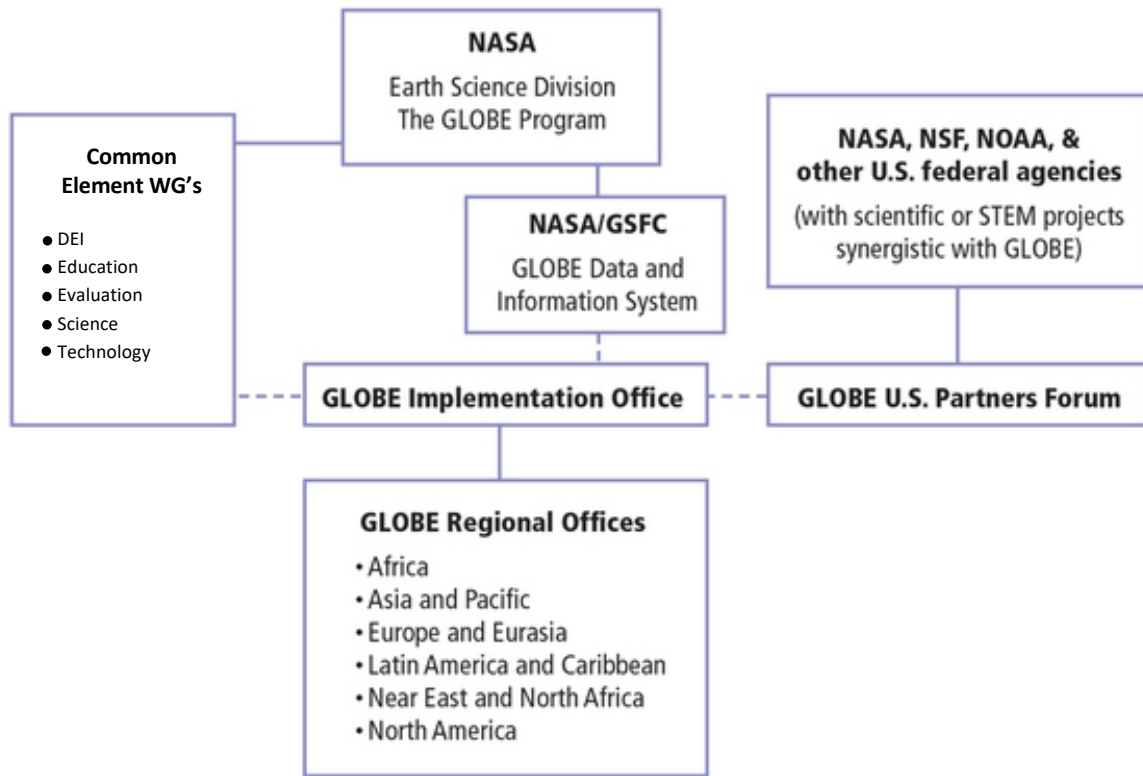 NASA
Earth Science Division
The GLOBE Program
Common
Element WG's
• DEI
• Education
• Evaluation
• Science
• Technology
NASA/GSFC
GLOBE Data and
Information System
NASA, NSF, NOAA, &
other U.S. federal agencies
(with scientific or STEM projects
synergistic with GLOBE)
GLOBE Implementation Office
GLOBE U.S. Partners Forum
GLOBE Regional Offices
• Africa
• Asia and Pacific
• Europe and Eurasia
• Latin America and Caribbean
• Near East and North Africa
• North America